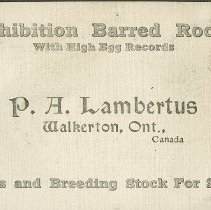 hibition Barred Roc
With High Egg Records
P. A. Lambertus
Walkerton, Ont.,
Canada
s and Breeding Stock For S